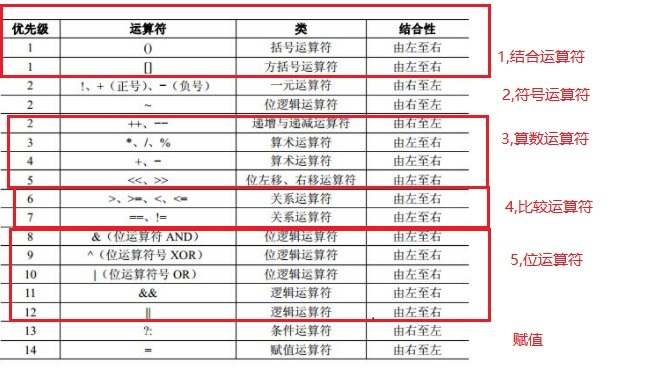 优先级 运算符 类 结合性
1 () 括号运算符 由左至右
1 [] 方括号运算符 由左至右
1,结合运算符
2 !、+（正号）、−（负号） 一元运算符 由右至左
2,符号运算符
2 ~ 位逻辑运算符 由右至左
2 ++、−− 递增与递减运算符 由右至左
3 *、/、% 算术运算符 由左至右
3,算数运算符
4 +、− 算术运算符 由左至右
5 <<、>> 位左移、右移运算符 由左至右
6 >、>=、<、<= 关系运算符 由左至右
4,比较运算符
7 ==、!= 关系运算符 由左至右
8 &（位运算符 AND） 位逻辑运算符 由左至右
9 ^（位运算符号 XOR） 位逻辑运算符 由左至右
5,位运算符
10 |（位运算符号 OR） 位逻辑运算符 由左至右
11 && 逻辑运算符 由左至右
12 || 逻辑运算符 由左至右
13 ?: 条件运算符 由右至左
赋值
14 = 赋值运算符 由右至左